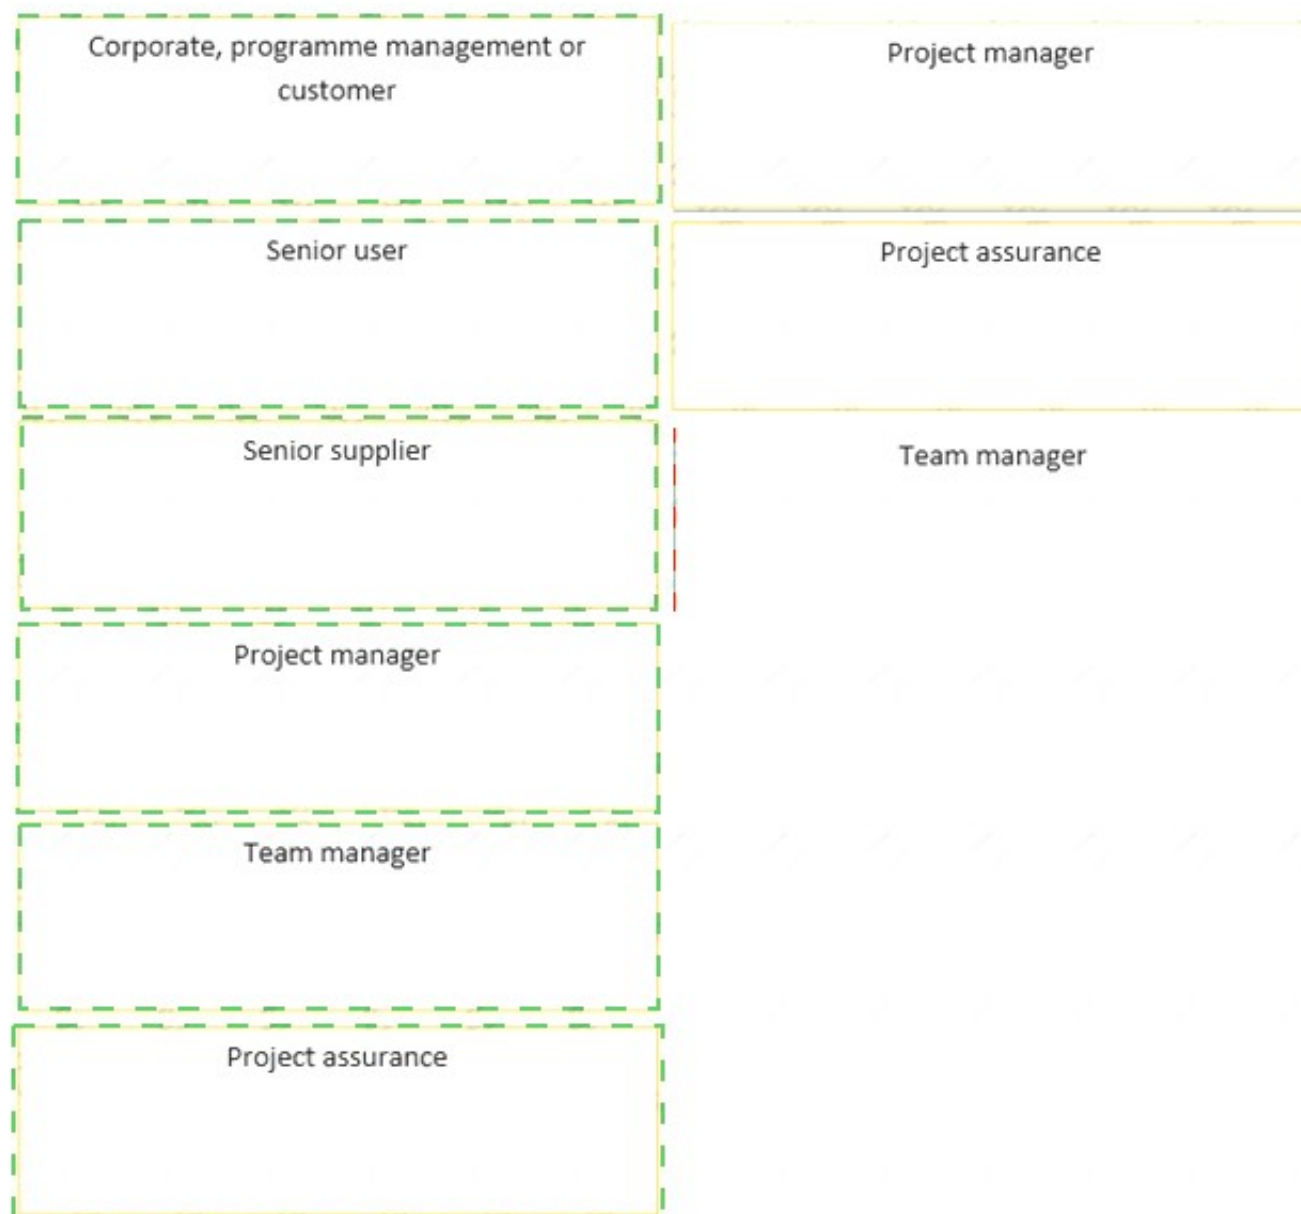 Corporate, programme management or
customer
Project manager
Senior user
Project assurance
Senior supplier
Team manager
Project manager
Team manager
Project assurance